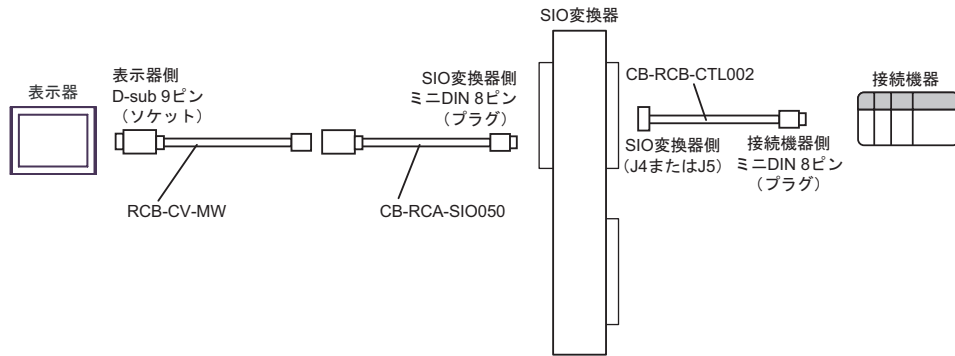 SIO変換器
表示器
表示器側
D-sub 9ピン
（ソケット）
SIO変換器側
ミニDIN 8ピン
（プラグ）
CB-RCB-CTL002
接続機器
SIO変換器側
（J4またはJ5）
接続機器側
ミニDIN 8ピン
（プラグ）
RCB-CV-MW
CB-RCA-SIO050